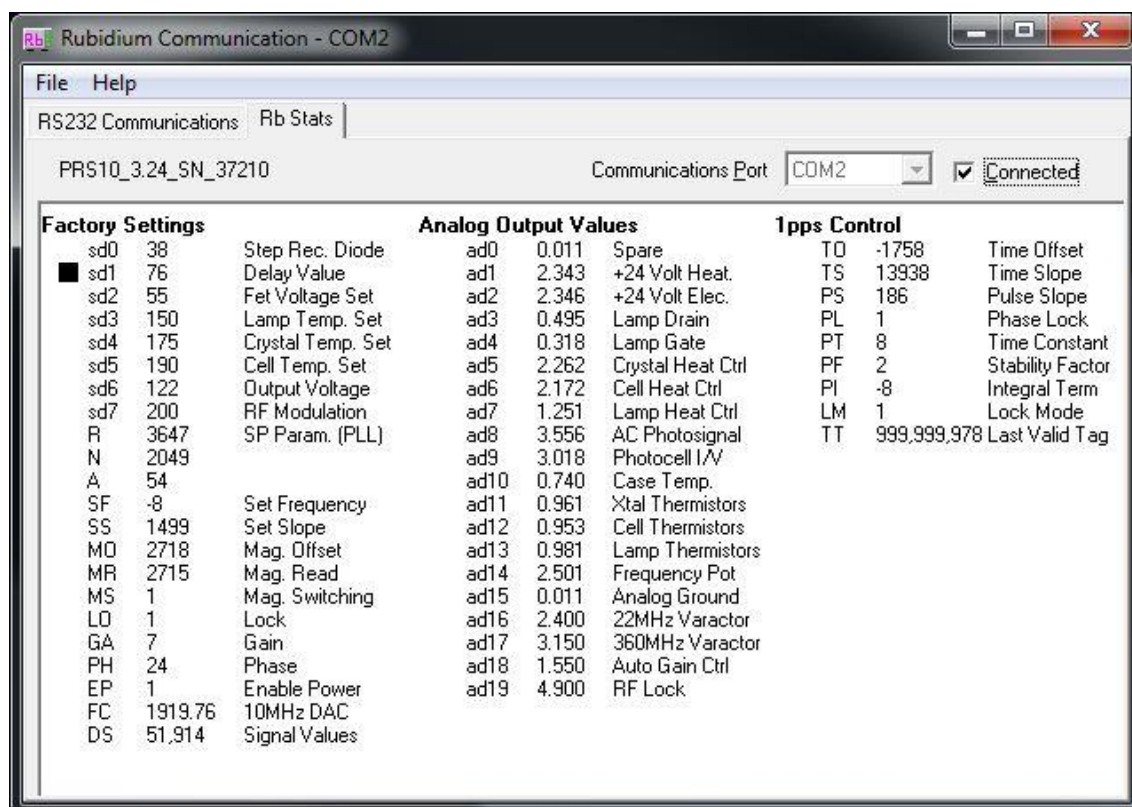 Rb Rubidium Communication - COM2
File Help
RS232 Communications Rb Stats
PRS10_3.24_SN_37210 Communications Port COM2 Connected
Factory Settings Analog Output Values 1pps Control
sd0 38 Step Rec. Diode ad0 0.011 Spare TO -1758 Time Offset
sd1 76 Delay Value ad1 2.343 +24 Volt Heat. TS 13938 Time Slope
sd2 55 Fet Voltage Set ad2 2.346 +24 Volt Elec. PS 186 Pulse Slope
sd3 150 Lamp Temp. Set ad3 0.495 Lamp Drain PL 1 Phase Lock
sd4 175 Crystal Temp. Set ad4 0.318 Lamp Gate PT 8 Time Constant
sd5 190 Cell Temp. Set ad5 2.262 Crystal Heat Ctrl PF 2 Stability Factor
sd6 122 Output Voltage ad6 2.172 Cell Heat Ctrl PI -8 Integral Term
sd7 200 RF Modulation ad7 1.251 Lamp Heat Ctrl LM 1 Lock Mode
R 3647 SP Param. (PLL) ad8 3.556 AC Photosignal TT 999,999,978 Last Valid Tag
N 2049 ad9 3.018 Photocell I/V
A 54 ad10 0.740 Case Temp.
SF -8 Set Frequency ad11 0.961 Xtal Thermistors
SS 1499 Set Slope ad12 0.953 Cell Thermistors
MO 2718 Mag. Offset ad13 0.981 Lamp Thermistors
MR 2715 Mag. Read ad14 2.501 Frequency Pot
MS 1 Mag. Switching ad15 0.011 Analog Ground
LO 1 Lock ad16 2.400 22MHz Varactor
GA 7 Gain ad17 3.150 360MHz Varactor
PH 24 Phase ad18 1.550 Auto Gain Ctrl
EP 1 Enable Power ad19 4.900 RF Lock
FC 1919.76 10MHz DAC
DS 51,914 Signal Values